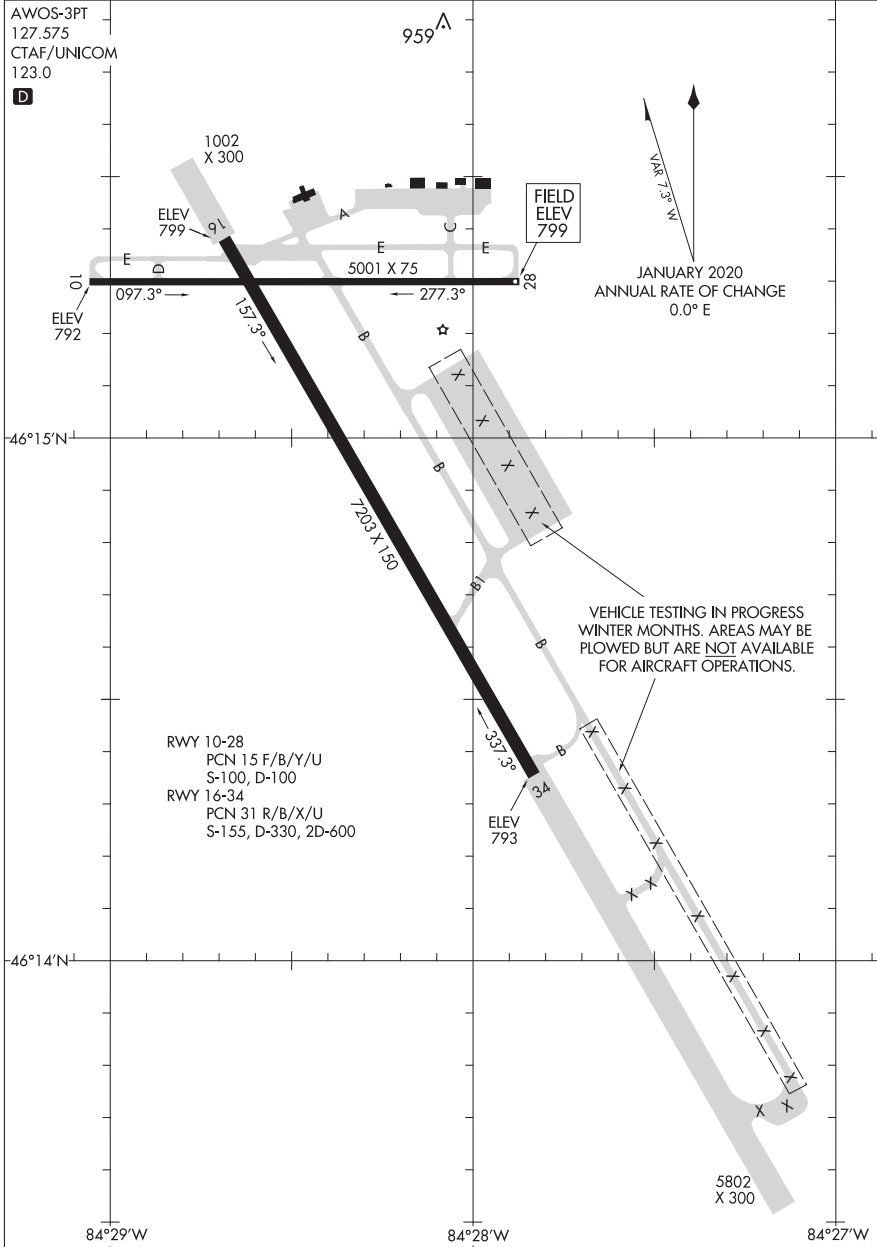 AWOS-3PT
127.575
CTAF/UNICOM
123.0
D
959
1002
X 300
VAR 7.3° W
JANUARY 2020
ANNUAL RATE OF CHANGE
0.0° E
FIELD
ELEV
799
ELEV
799
16
A
C
E
E
E
D
5001 X 75
10
28
097.3°
277.3°
ELEV
792
157.3°
B
46°15'N
B
7203 X 150
B1
VEHICLE TESTING IN PROGRESS
WINTER MONTHS. AREAS MAY BE
PLOWED BUT ARE NOT AVAILABLE
FOR AIRCRAFT OPERATIONS.
B
X
X
X
X
RWY 10-28
PCN 15 F/B/Y/U
S-100, D-100
RWY 16-34
PCN 31 R/B/X/U
S-155, D-330, 2D-600
337.3°
B
34
ELEV
793
X
X
X
X
X
X
X
X
X
X
X
46°14'N
5802
X 300
84°29'W
84°28'W
84°27'W